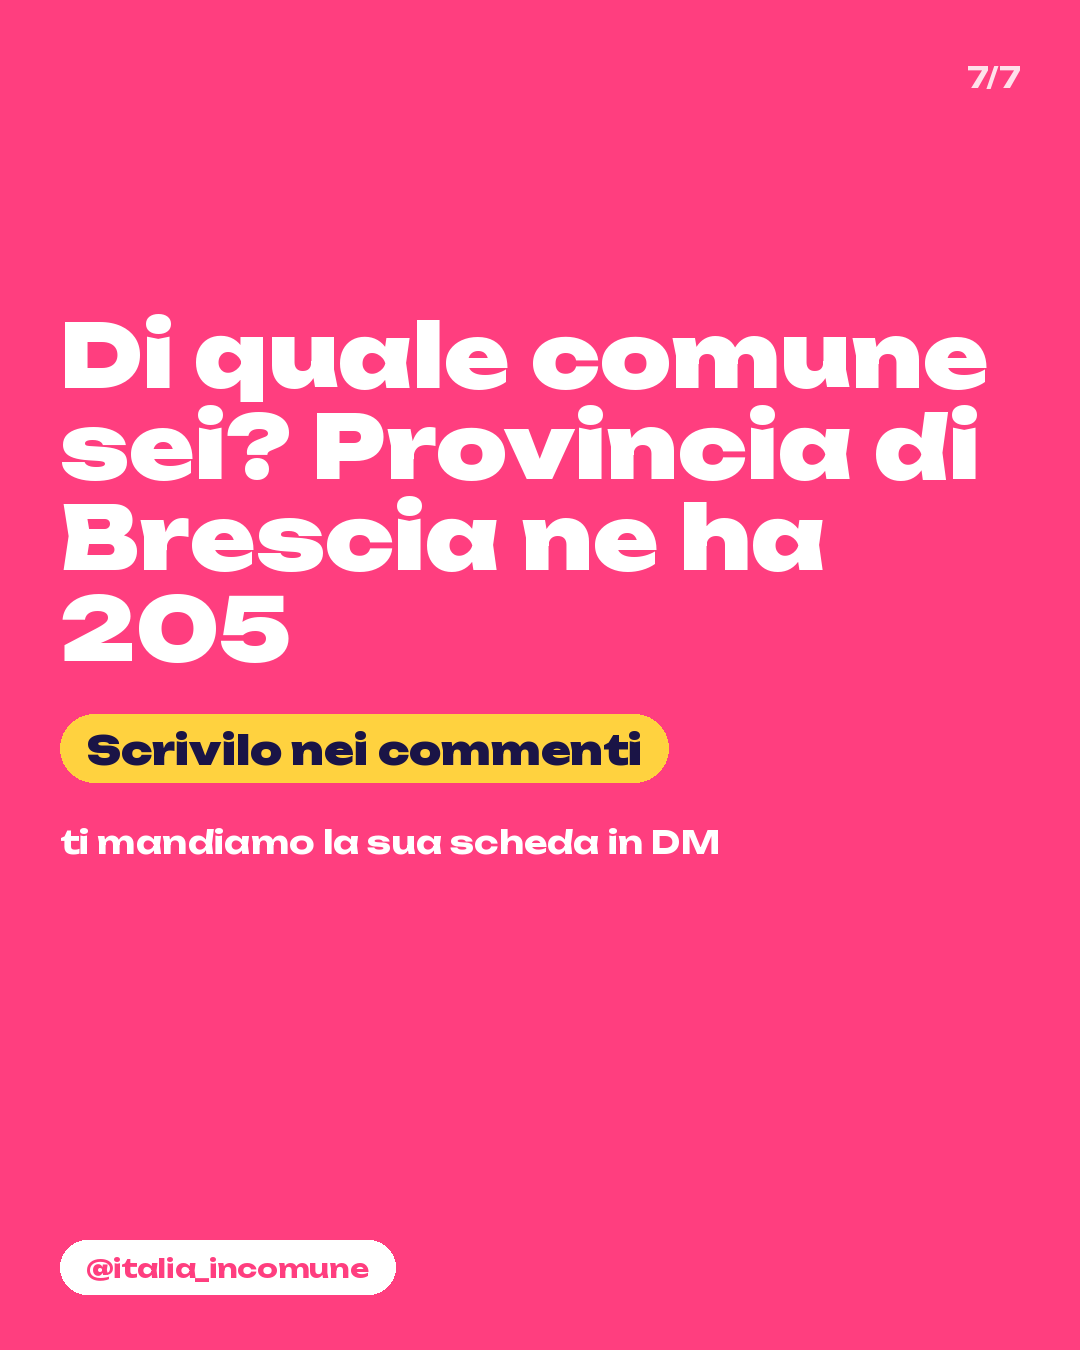 7/7
Di quale comune
sei? Provincia di
Brescia ne ha
205
Scrivilo nei commenti
ti mandiamo la sua scheda in DM
@italia_incomune